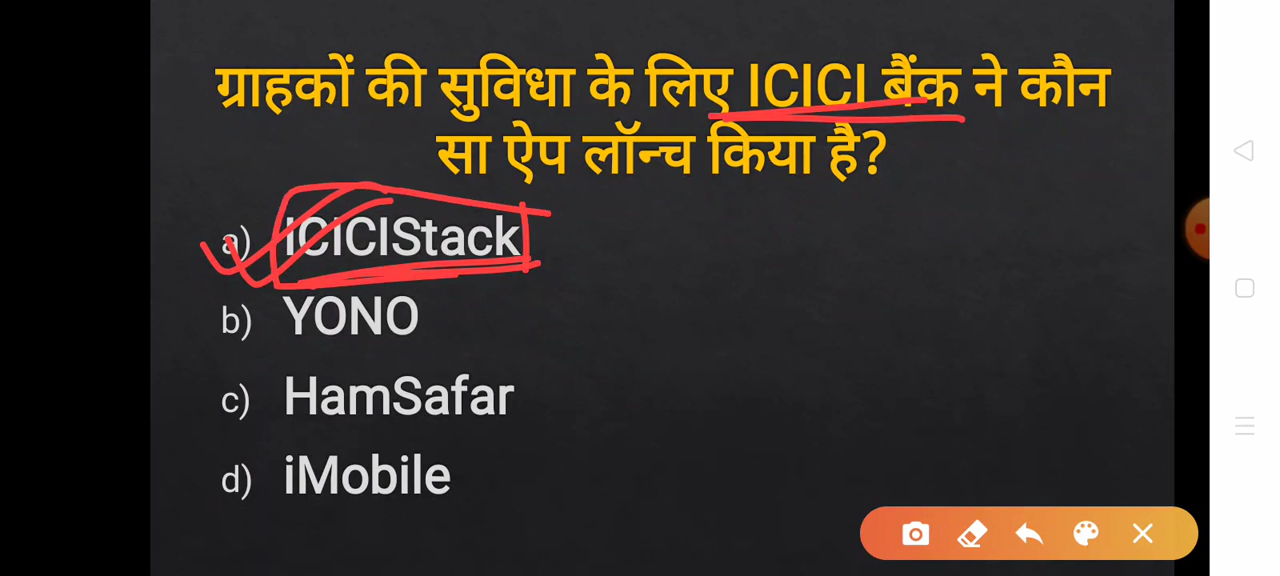 ग्राहकों की सुविधा के लिए ICICI बैंक ने कौन
सा ऐप लॉन्च किया है?
a) ICICIStack
b) YONO
c) HamSafar
d) iMobile